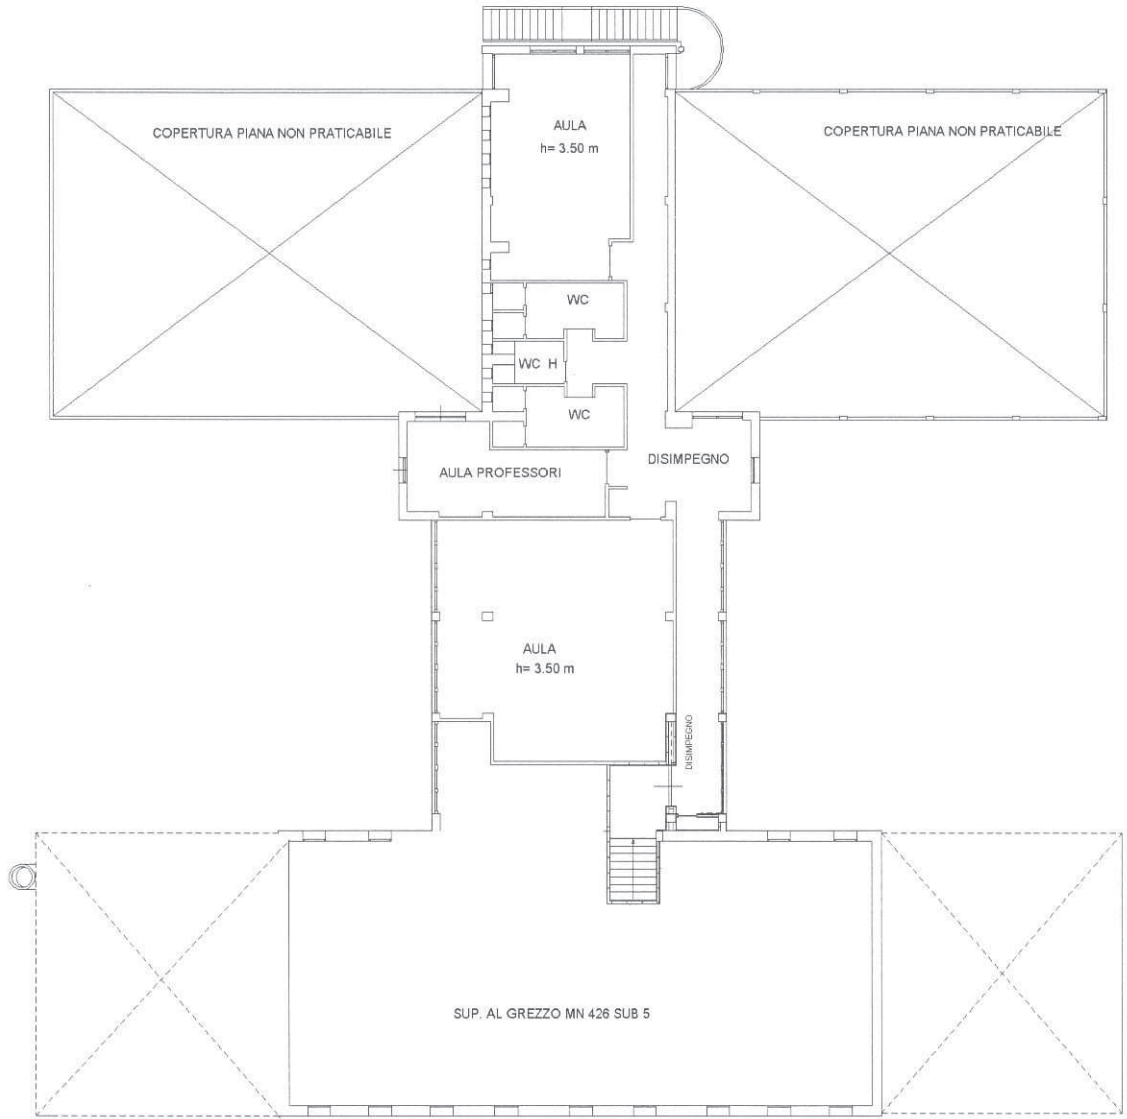 COPERTURA PIANA NON PRATICABILE
AULA
h= 3.50 m
COPERTURA PIANA NON PRATICABILE
WC
WC H
WC
AULA PROFESSORI
DISIMPEGNO
AULA
h= 3.50 m
DISIMPEGNO
SUP. AL GREZZO MN 426 SUB 5